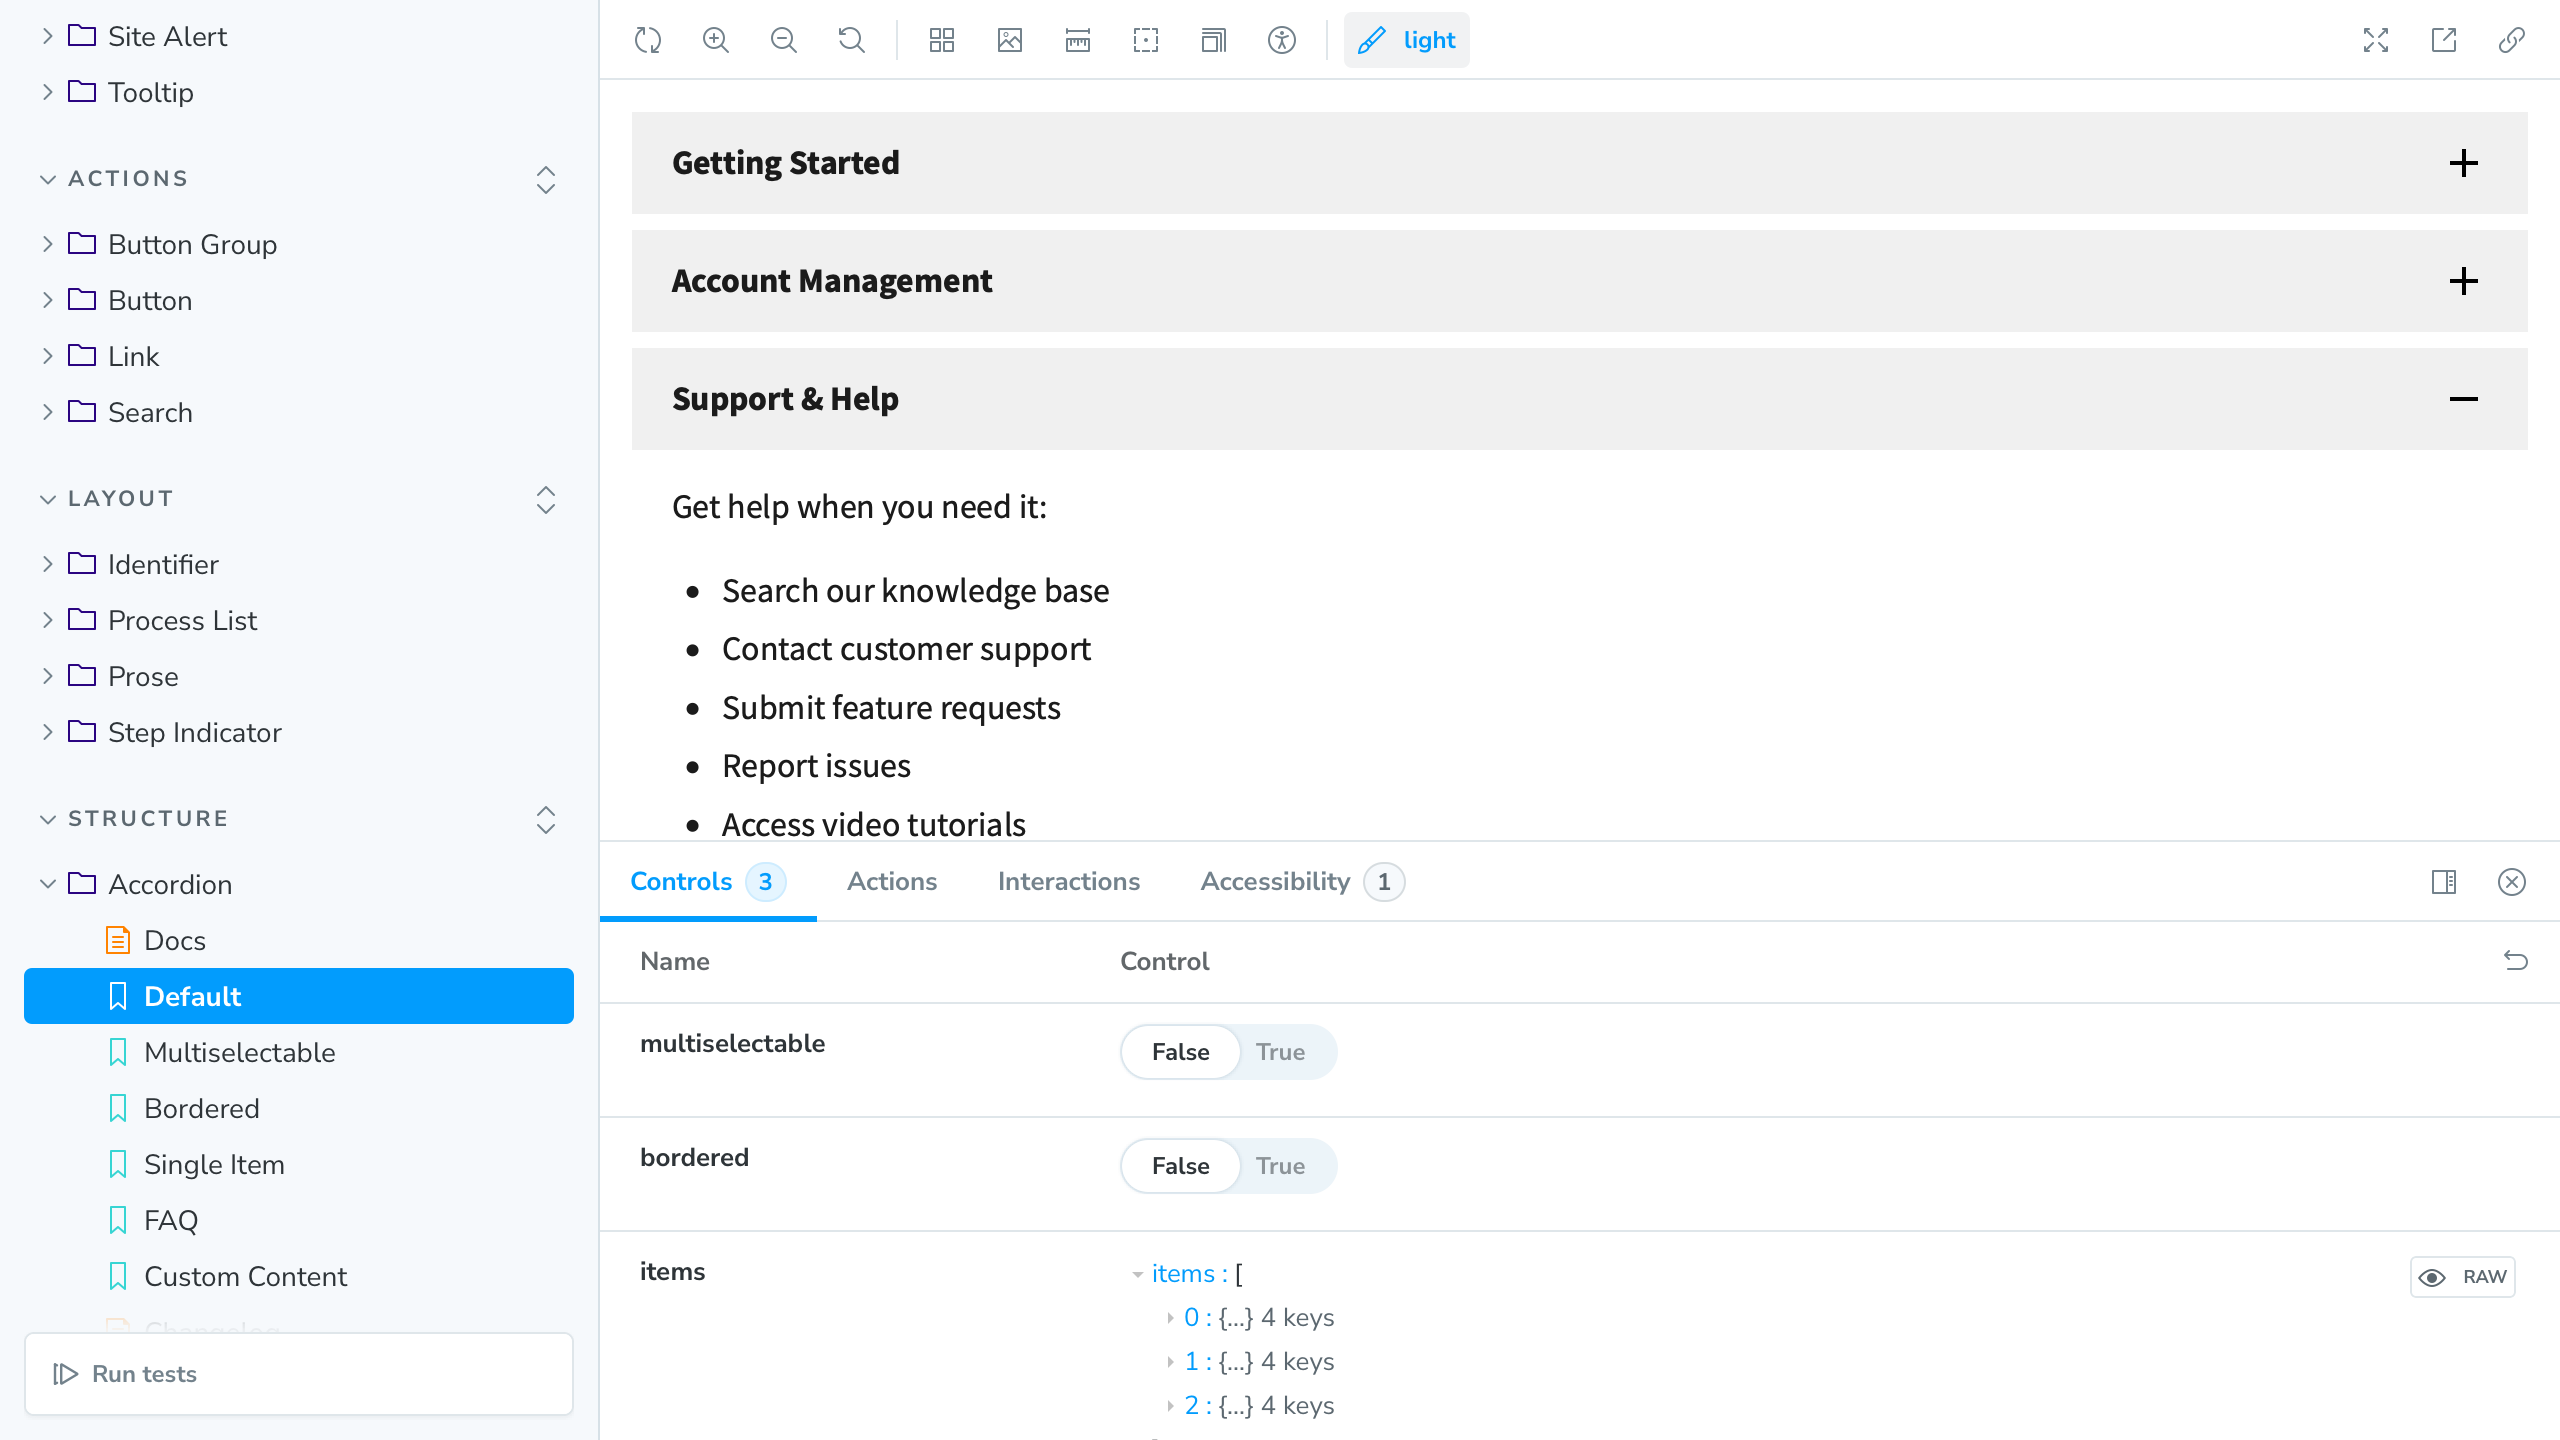 Site Alert
Tooltip
ACTIONS
Button Group
Button
Link
Search
LAYOUT
Identifier
Process List
Prose
Step Indicator
STRUCTURE
Accordion
Docs
Default
Multiselectable
Bordered
Single Item
FAQ
Custom Content
Changelog
Run tests
light
Getting Started
Account Management
Support & Help
Get help when you need it:
• Search our knowledge base
• Contact customer support
• Submit feature requests
• Report issues
• Access video tutorials
Controls 3 Actions Interactions Accessibility 1
Name Control
multiselectable False True
bordered False True
items items : [ RAW
0 : {...} 4 keys
1 : {...} 4 keys
2 : {...} 4 keys